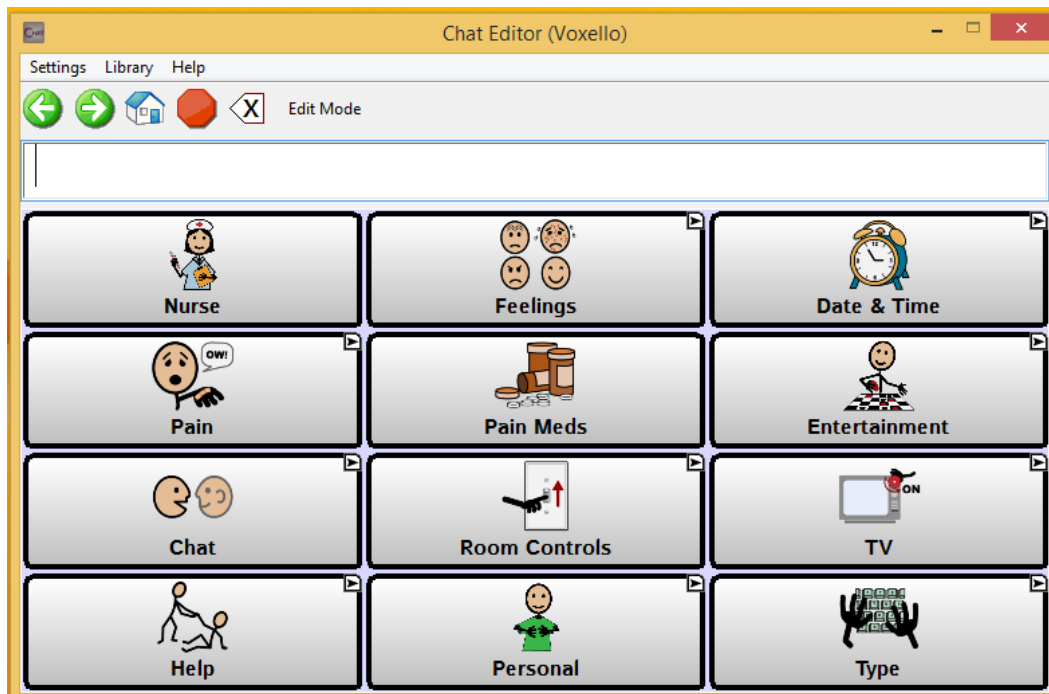 CHAT
Chat Editor (Voxello)
Settings Library Help
X Edit Mode
Nurse Feelings Date & Time
OW!
Pain Pain Meds Entertainment
ON
Chat Room Controls TV
Help Personal Type